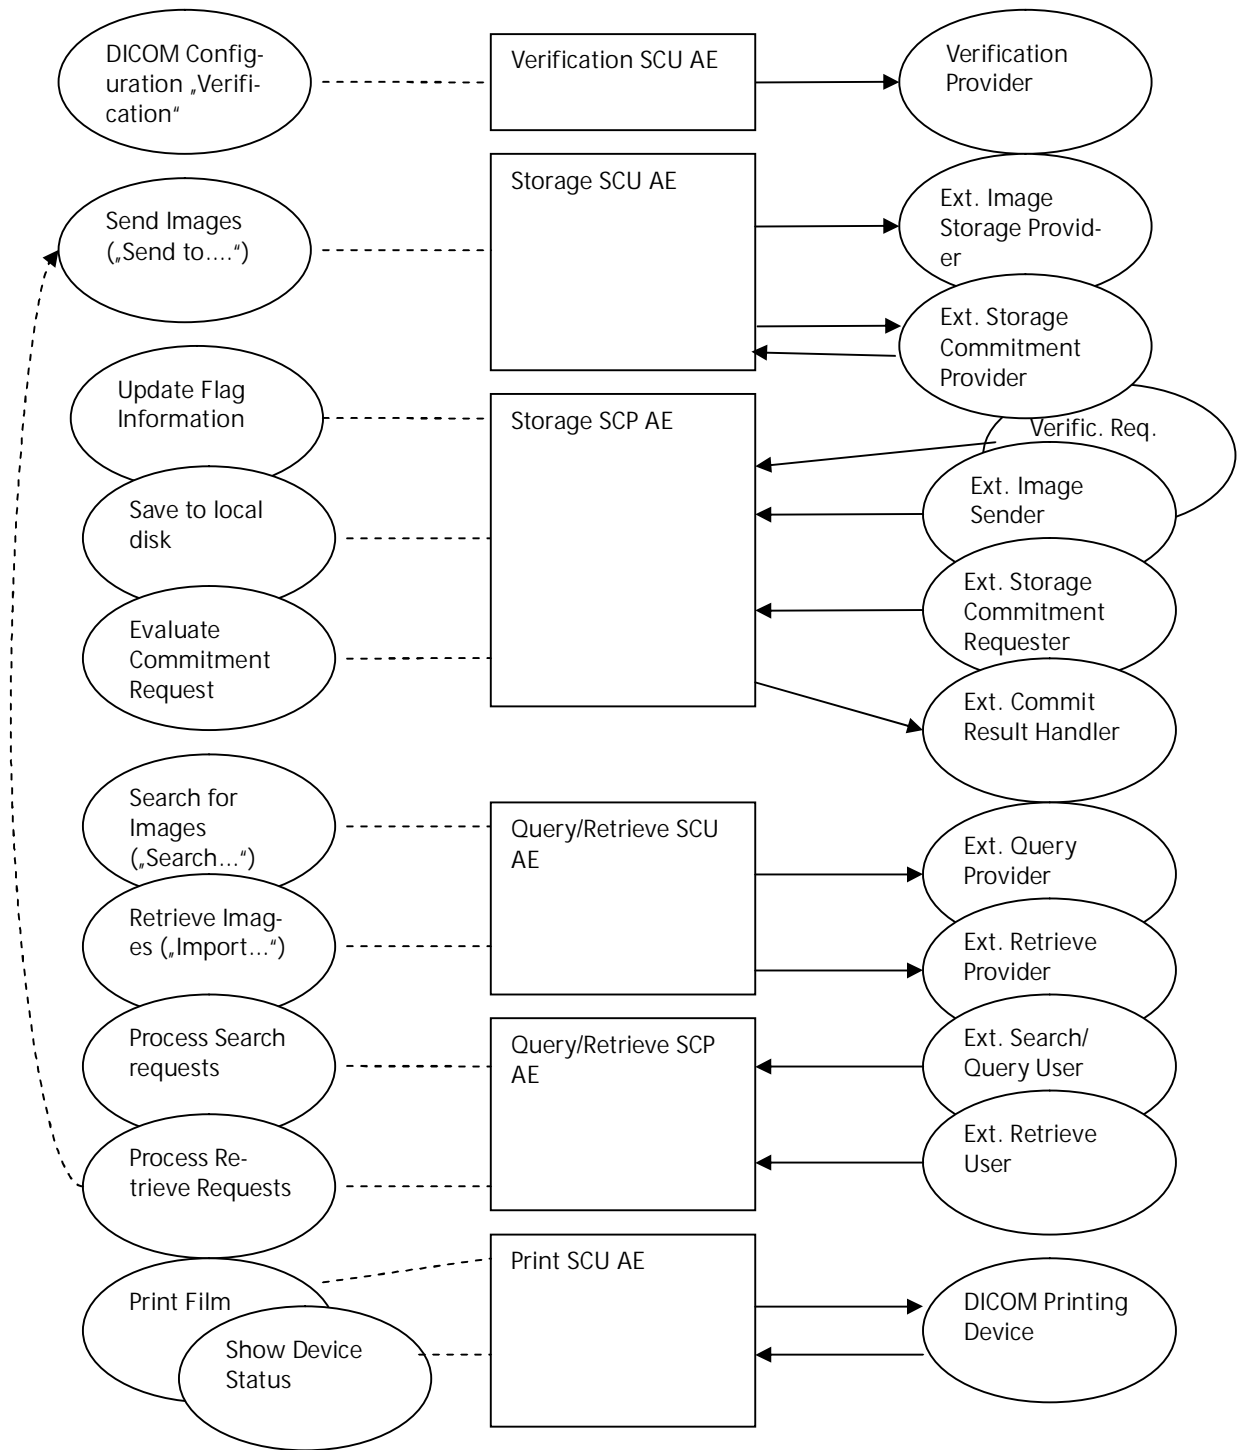 DICOM Config-
uration „Verifi-
cation“
Verification SCU AE
Verification
Provider
Send Images
(„Send to....“)
Storage SCU AE
Ext. Image
Storage Provid-
er
Ext. Storage
Commitment
Provider
Update Flag
Information
Storage SCP AE
Verific. Req.
Save to local
disk
Ext. Image
Sender
Evaluate
Commitment
Request
Ext. Storage
Commitment
Requester
Ext. Commit
Result Handler
Search for
Images
(„Search...“)
Query/Retrieve SCU
AE
Ext. Query
Provider
Retrieve Imag-
es („Import...“)
Ext. Retrieve
Provider
Process Search
requests
Query/Retrieve SCP
AE
Ext. Search/
Query User
Process Re-
trieve Requests
Ext. Retrieve
User
Print Film
Print SCU AE
DICOM Printing
Device
Show Device
Status